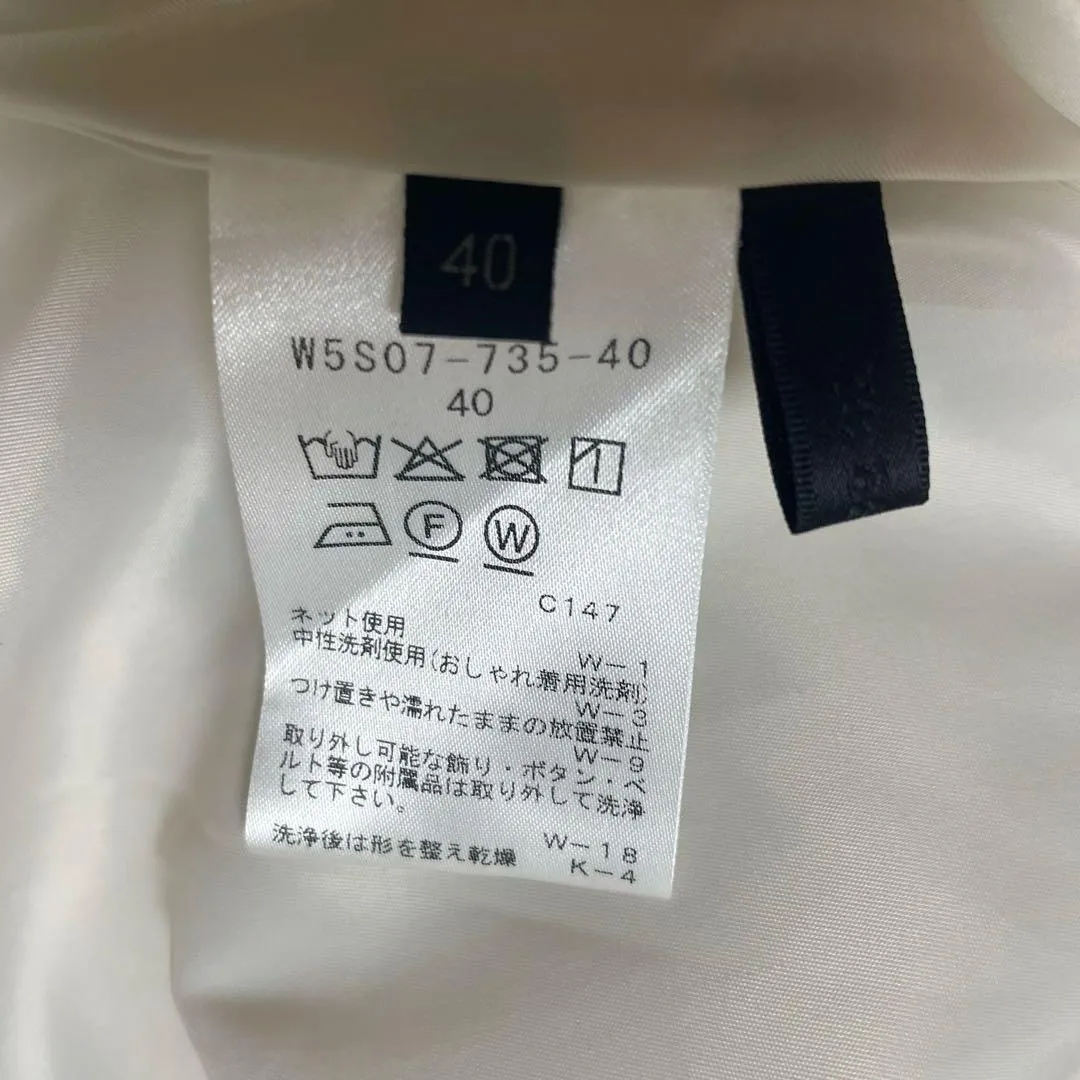 40
W5S07-735-40
40
F
W
C147
ネット使用
W-1
中性洗剤使用(おしゃれ着用洗剤)
W-3
つけ置きや濡れたままの放置禁止
W-9
取り外し可能な飾り・ボタン・ベ
ルト等の附属品は取り外して洗浄
して下さい。
W-18
洗浄後は形を整え乾燥
K-4